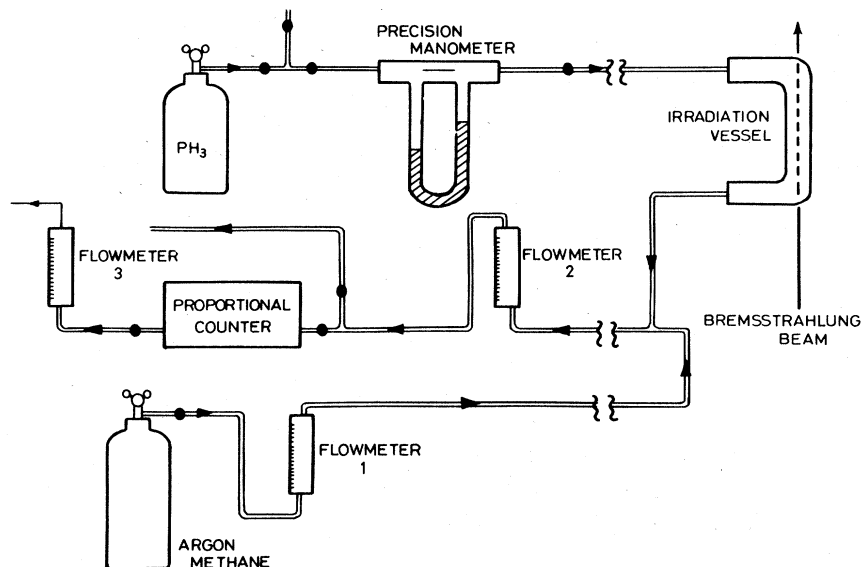 PRECISION
MANOMETER
PH₃
IRRADIATION
VESSEL
FLOWMETER
3
FLOWMETER
2
PROPORTIONAL
COUNTER
BREMSSTRAHLUNG
BEAM
FLOWMETER
1
ARGON
METHANE